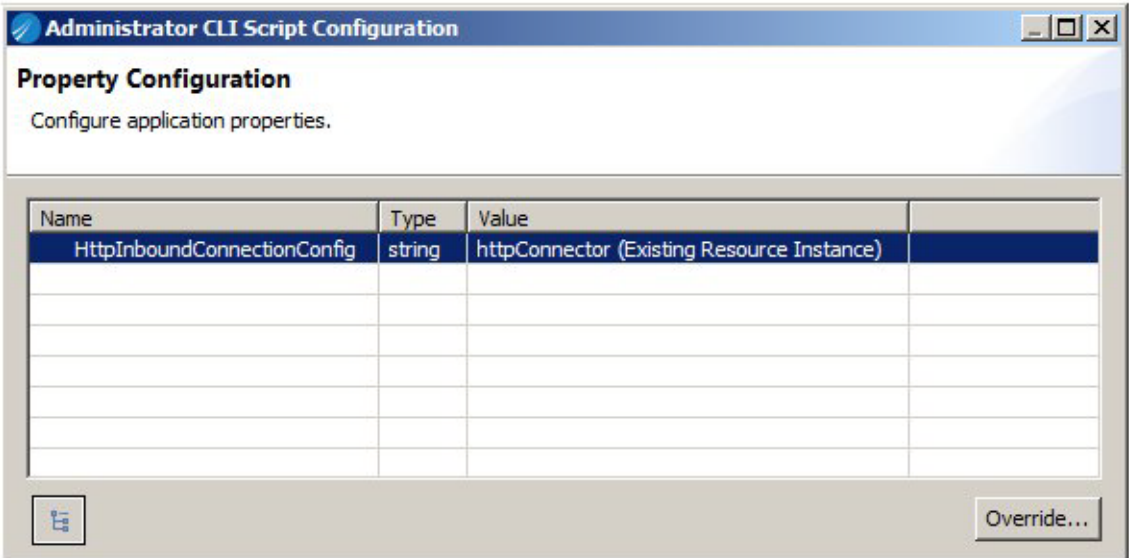 Administrator CLI Script Configuration
Property Configuration
Configure application properties.
Name Type Value
HttpInboundConnectionConfig string httpConnector (Existing Resource Instance)
Override...